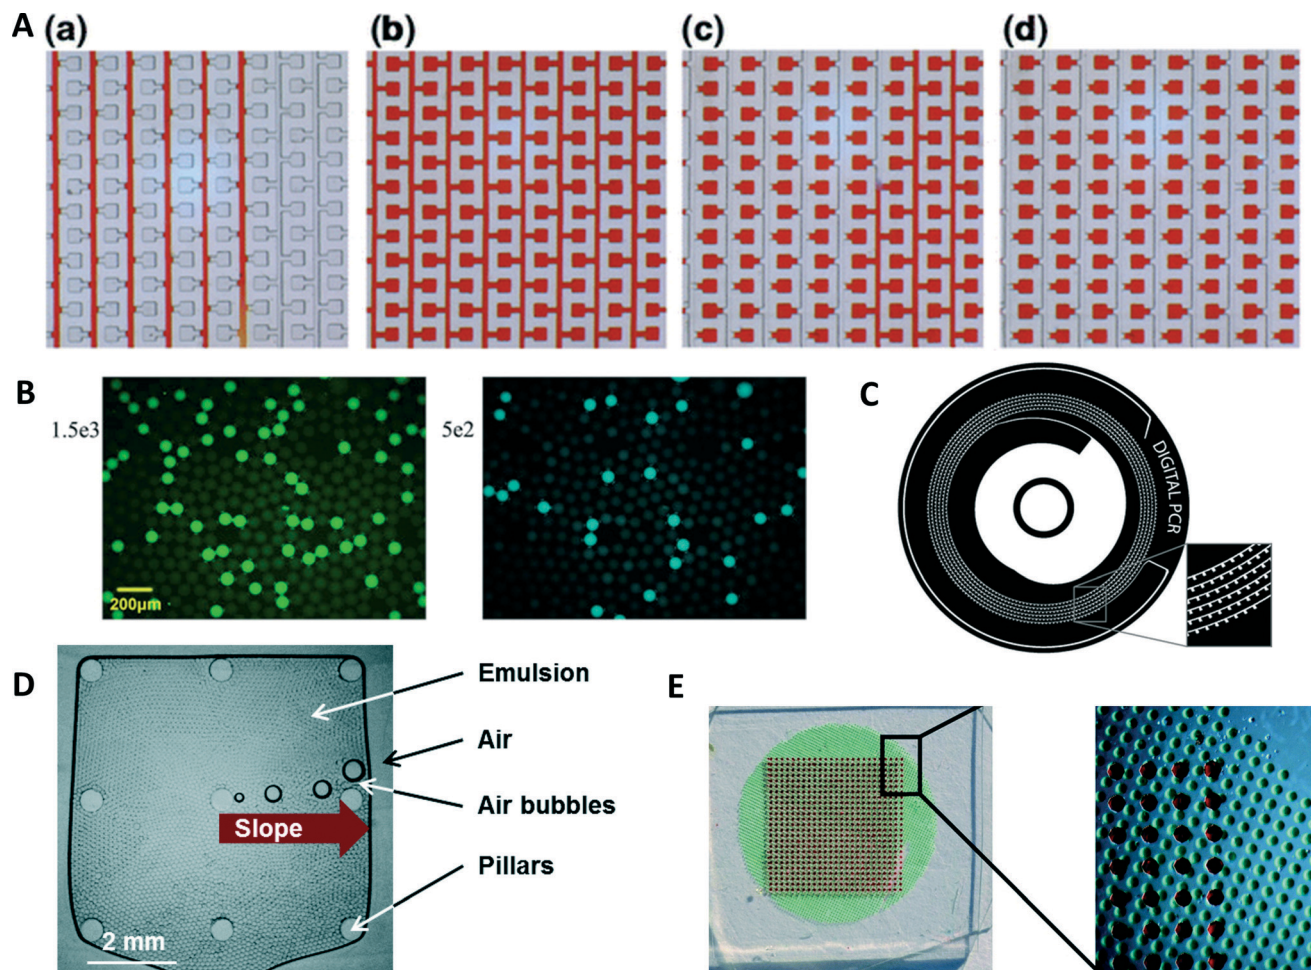 A
(a)
(b)
(c)
(d)
B
1.5e3
200µm
5e2
C
DIGITAL PCR
D
Emulsion
Air
Air bubbles
Slope
Pillars
2 mm
E